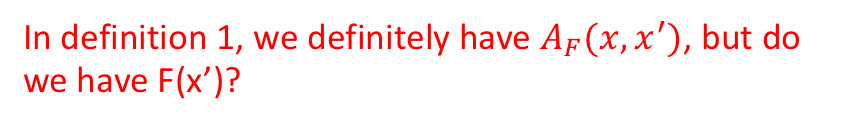 In definition 1, we definitely have A_F(x, x′), but do
we have F(x’)?